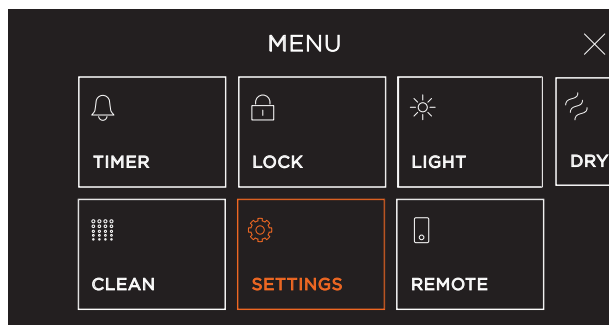 MENU
TIMER
LOCK
LIGHT
DRY
CLEAN
SETTINGS
REMOTE